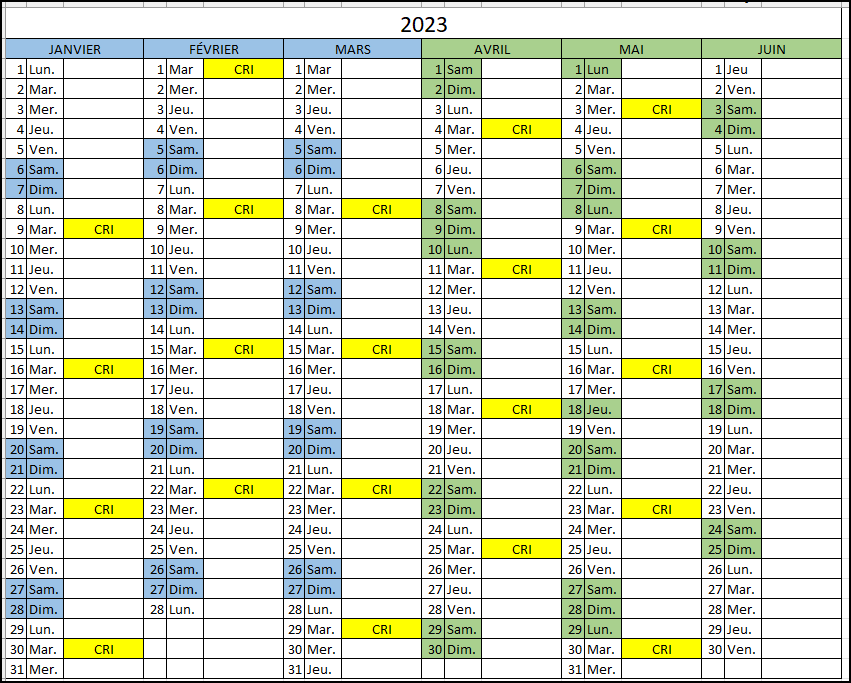 2023
JANVIER FÉVRIER MARS AVRIL MAI JUIN
1 Lun. 1 Mar CRI 1 Mar 1 Sam 1 Lun 1 Jeu
2 Mar. 2 Mer. 2 Mer. 2 Dim. 2 Mar. 2 Ven.
3 Mer. 3 Jeu. 3 Jeu. 3 Lun. 3 Mer. CRI 3 Sam.
4 Jeu. 4 Ven. 4 Ven. 4 Mar. CRI 4 Jeu. 4 Dim.
5 Ven. 5 Sam. 5 Sam. 5 Mer. 5 Ven. 5 Lun.
6 Sam. 6 Dim. 6 Dim. 6 Jeu. 6 Sam. 6 Mar.
7 Dim. 7 Lun. 7 Lun. 7 Ven. 7 Dim. 7 Mer.
8 Lun. 8 Mar. CRI 8 Mar. CRI 8 Sam. 8 Lun. 8 Jeu.
9 Mar. CRI 9 Mer. 9 Mer. 9 Dim. 9 Mar. CRI 9 Ven.
10 Mer. 10 Jeu. 10 Jeu. 10 Lun. 10 Mer. 10 Sam.
11 Jeu. 11 Ven. 11 Ven. 11 Mar. CRI 11 Jeu. 11 Dim.
12 Ven. 12 Sam. 12 Sam. 12 Mer. 12 Ven. 12 Lun.
13 Sam. 13 Dim. 13 Dim. 13 Jeu. 13 Sam. 13 Mar.
14 Dim. 14 Lun. 14 Lun. 14 Ven. 14 Dim. 14 Mer.
15 Lun. 15 Mar. CRI 15 Mar. CRI 15 Sam. 15 Lun. 15 Jeu.
16 Mar. CRI 16 Mer. 16 Mer. 16 Dim. 16 Mar. CRI 16 Ven.
17 Mer. 17 Jeu. 17 Jeu. 17 Lun. 17 Mer. 17 Sam.
18 Jeu. 18 Ven. 18 Ven. 18 Mar. CRI 18 Jeu. 18 Dim.
19 Ven. 19 Sam. 19 Sam. 19 Mer. 19 Ven. 19 Lun.
20 Sam. 20 Dim. 20 Dim. 20 Jeu. 20 Sam. 20 Mar.
21 Dim. 21 Lun. 21 Lun. 21 Ven. 21 Dim. 21 Mer.
22 Lun. 22 Mar. CRI 22 Mar. CRI 22 Sam. 22 Lun. 22 Jeu.
23 Mar. CRI 23 Mer. 23 Mer. 23 Dim. 23 Mar. CRI 23 Ven.
24 Mer. 24 Jeu. 24 Jeu. 24 Lun. 24 Mer. 24 Sam.
25 Jeu. 25 Ven. 25 Ven. 25 Mar. CRI 25 Jeu. 25 Dim.
26 Ven. 26 Sam. 26 Sam. 26 Mer. 26 Ven. 26 Lun.
27 Sam. 27 Dim. 27 Dim. 27 Jeu. 27 Sam. 27 Mar.
28 Dim. 28 Lun. 28 Lun. 28 Ven. 28 Dim. 28 Mer.
29 Lun. 29 Mar. CRI 29 Sam. 29 Lun. 29 Jeu.
30 Mar. CRI 30 Mer. 30 Dim. 30 Mar. CRI 30 Ven.
31 Mer. 31 Jeu. 31 Mer.